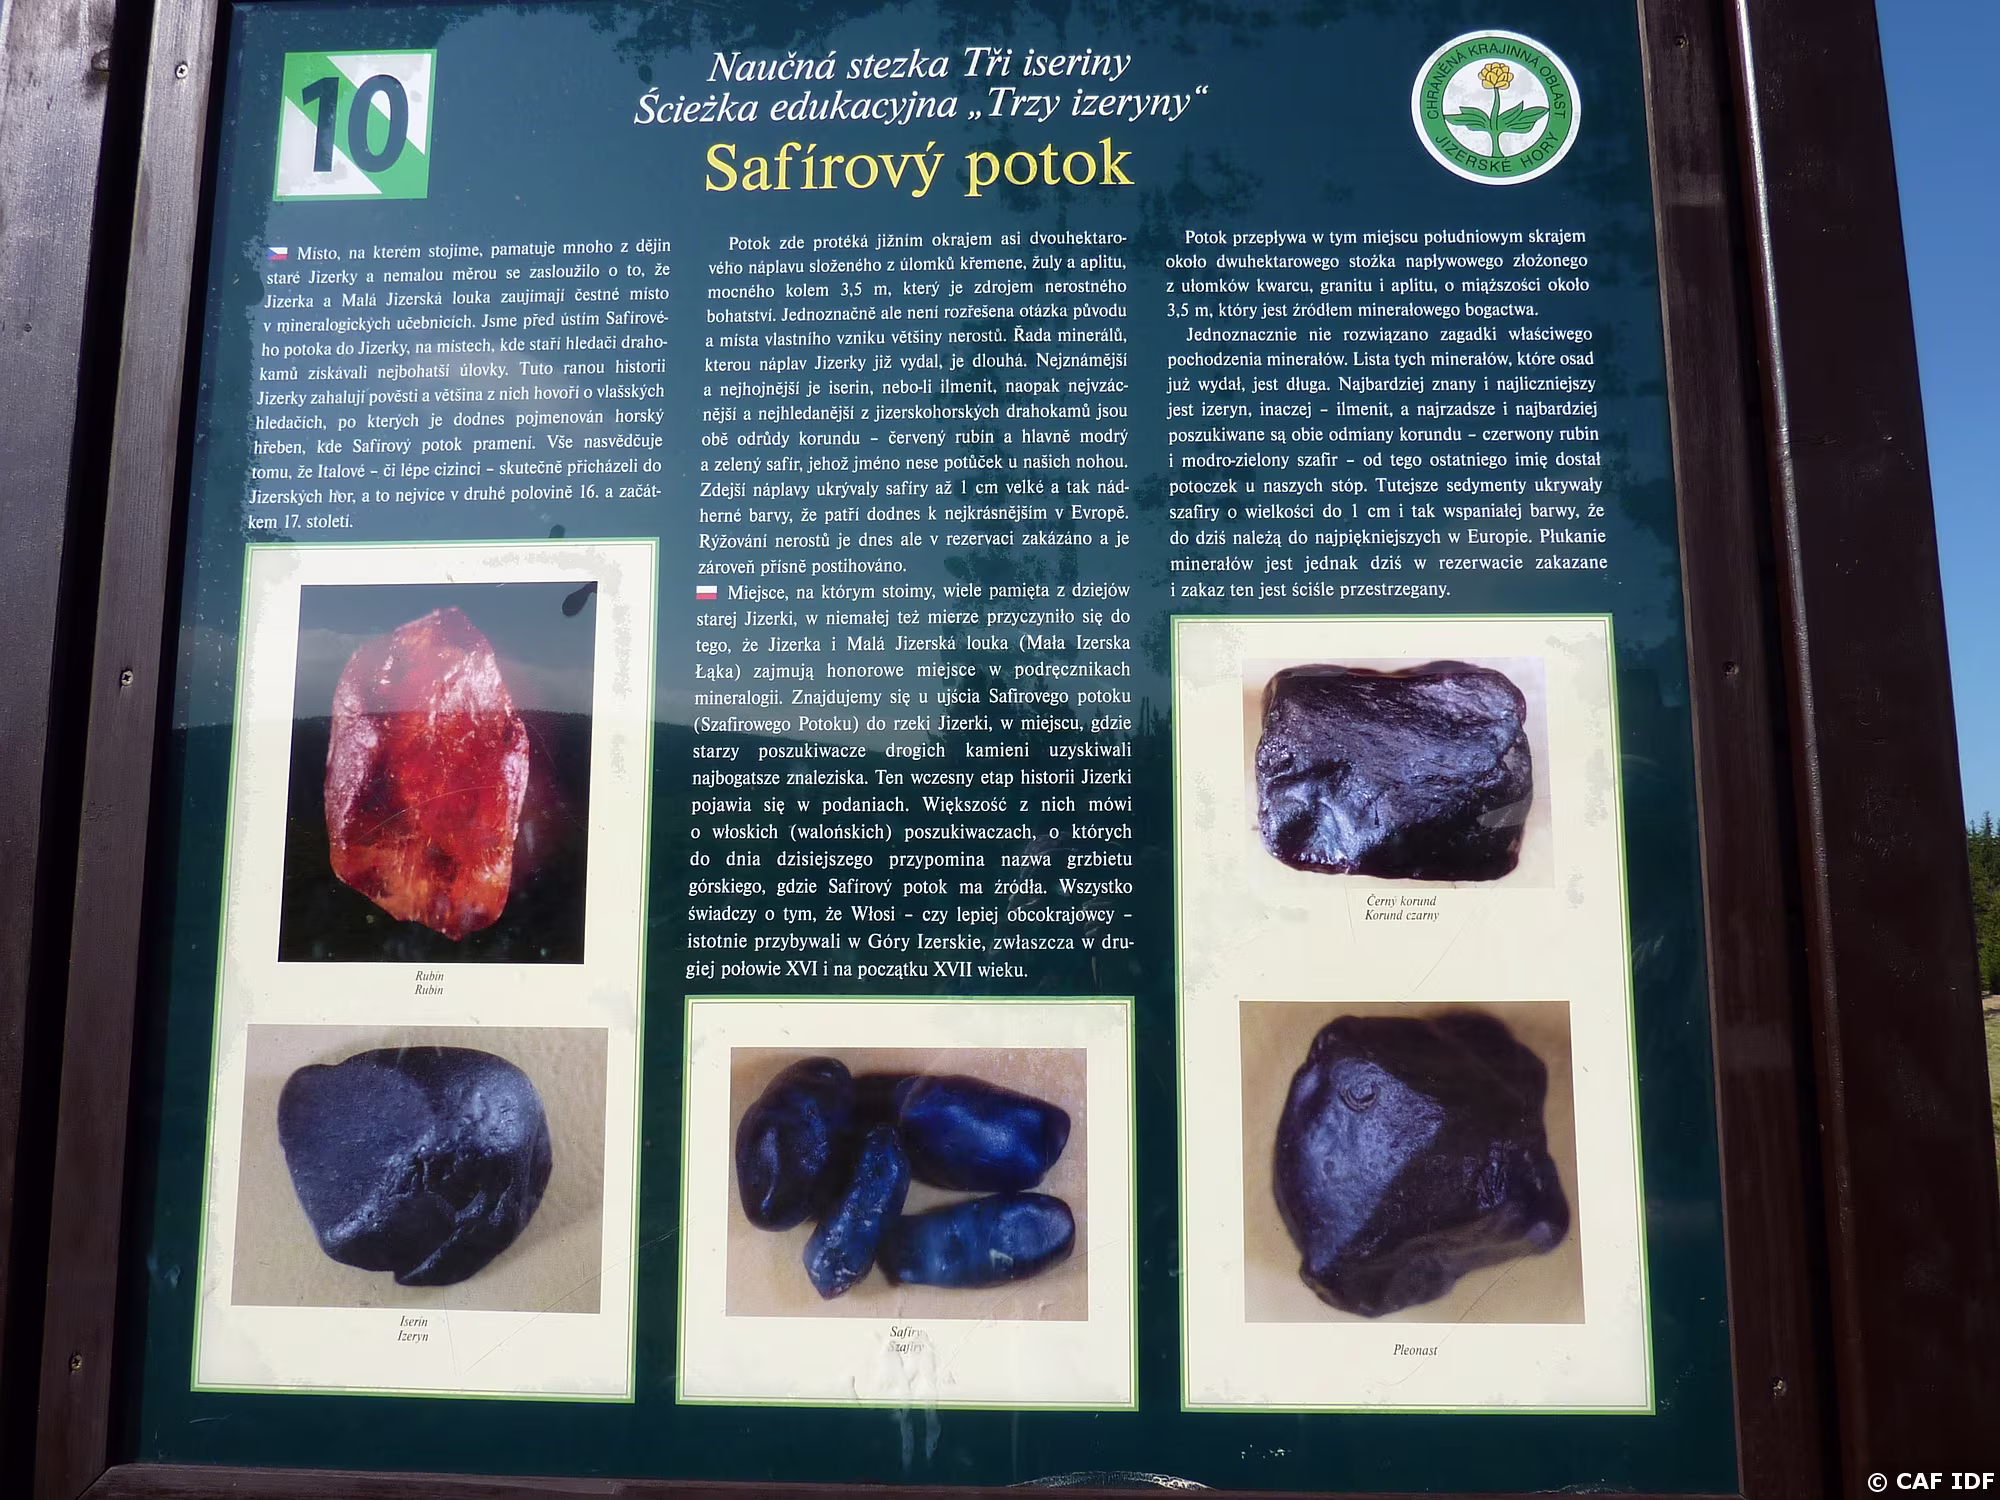 10
Naučná stezka Tři iseriny
Ścieżka edukacyjna „Trzy izeryny“
Safírový potok
CHRÁNĚNÁ KRAJINNÁ OBLAST
JIZERSKÉ HORY
Místo, na kterém stojíme, pamatuje mnoho z dějin
staré Jizerky a nemalou měrou se zasloužilo o to, že
Jizerka a Malá Jizerská louka zaujímají čestné místo
v mineralogických učebnicích. Jsme před ústím Safírové-
ho potoka do Jizerky, na místech, kde staří hledači draho-
kamů získávali nejbohatší úlovky. Tuto ranou historii
Jizerky zahalují pověsti a většina z nich hovoří o vlašských
hledačích, po kterých je dodnes pojmenován horský
hřeben, kde Safírový potok pramení. Vše nasvědčuje
tomu, že Italové – či lépe cizinci – skutečně přicházeli do
Jizerských hor, a to nejvíce v druhé polovině 16. a začát-
kem 17. století.
Potok zde protéká jižním okrajem asi dvouhektaro-
vého náplavu složeného z úlomků křemene, žuly a aplitu,
mocného kolem 3,5 m, který je zdrojem nerostného
bohatství. Jednoznačně ale není rozřešena otázka původu
a místa vlastního vzniku většiny nerostů. Řada minerálů,
kterou náplav Jizerky již vydal, je dlouhá. Nejznámější
a nejhojnější je iserin, nebo-li ilmenit, naopak nejvzác-
nější a nejhledanější z jizerskohorských drahokamů jsou
obě odrůdy korundu – červený rubín a hlavně modrý
a zelený safír, jehož jméno nese potůček u našich nohou.
Zdejší náplavy ukrývaly safíry až 1 cm velké a tak nád-
herné barvy, že patří dodnes k nejkrásnějším v Evropě.
Rýžování nerostů je dnes ale v rezervaci zakázáno a je
zároveň přísně postihováno.
Miejsce, na którym stoimy, wiele pamięta z dziejów
starej Jizerki, w niemałej też mierze przyczyniło się do
tego, że Jizerka i Malá Jizerská louka (Mała Izerska
Łąka) zajmują honorowe miejsce w podręcznikach
mineralogii. Znajdujemy się u ujścia Safirovego potoku
(Szafirowego Potoku) do rzeki Jizerki, w miejscu, gdzie
starzy poszukiwacze drogich kamieni uzyskiwali
najbogatsze znaleziska. Ten wczesny etap historii Jizerki
pojawia się w podaniach. Większość z nich mówi
o włoskich (walońskich) poszukiwaczach, o których
do dnia dzisiejszego przypomina nazwa grzbietu
górskiego, gdzie Safírový potok ma źródła. Wszystko
świadczy o tym, że Włosi – czy lepiej obcokrajowcy –
istotnie przybywali w Góry Izerskie, zwłaszcza w dru-
giej połowie XVI i na początku XVII wieku.
Potok przepływa w tym miejscu południowym skrajem
około dwuhektarowego stożka napływowego złożonego
z ułomków kwarcu, granitu i aplitu, o miąższości około
3,5 m, który jest źródłem minerałowego bogactwa.
Jednoznacznie nie rozwiązano zagadki właściwego
pochodzenia minerałów. Lista tych minerałów, które osad
już wydał, jest długa. Najbardziej znany i najliczniejszy
jest izeryn, inaczej – ilmenit, a najrzadsze i najbardziej
poszukiwane są obie odmiany korundu – czerwony rubin
i modro-zielony szafir – od tego ostatniego imię dostał
potoczek u naszych stóp. Tutejsze sedymenty ukrywały
szafiry o wielkości do 1 cm i tak wspaniałej barwy, że
do dziś należą do najpiękniejszych w Europie. Płukanie
minerałów jest jednak dziś w rezerwacie zakazane
i zakaz ten jest ściśle przestrzegany.
Rubín
Rubin
Iserín
Izeryn
Safíry
Szafiry
Černý korund
Korund czarny
Pleonast
© CAF IDF